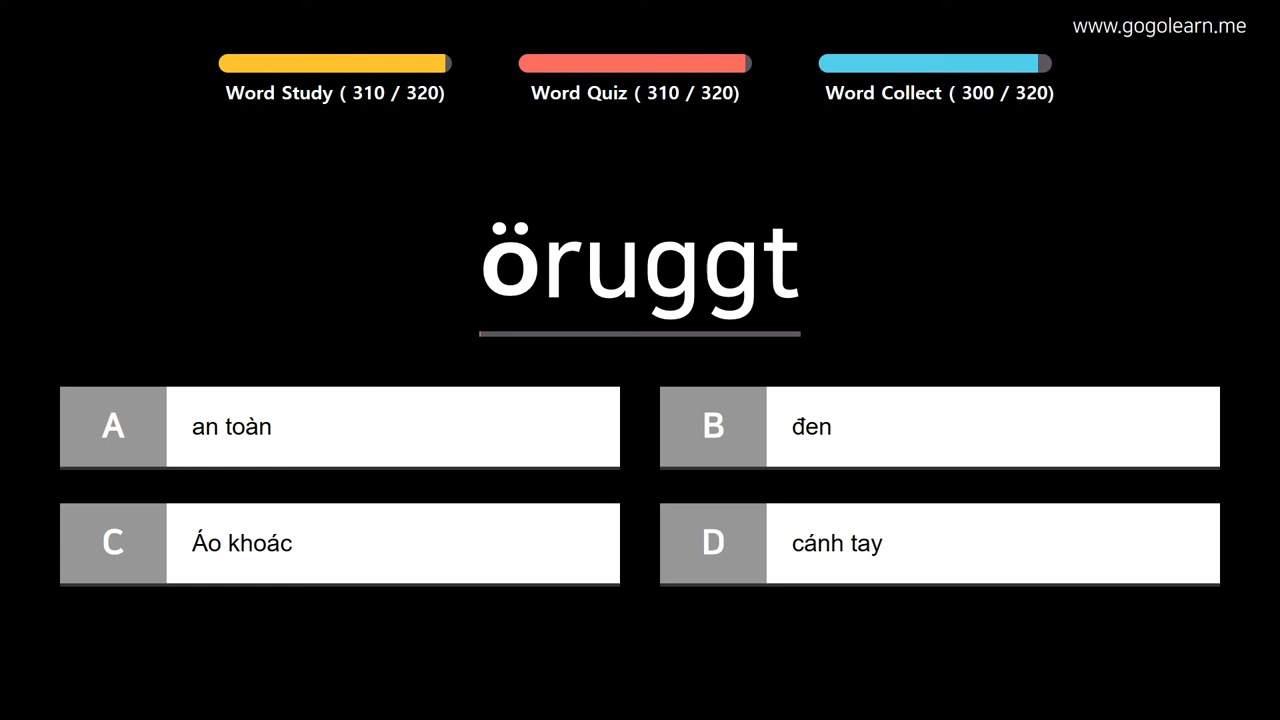 www.gogolearn.me
Word Study ( 310 / 320)
Word Quiz ( 310 / 320)
Word Collect ( 300 / 320)
öruggt
A an toàn
B đen
C Áo khoác
D cánh tay